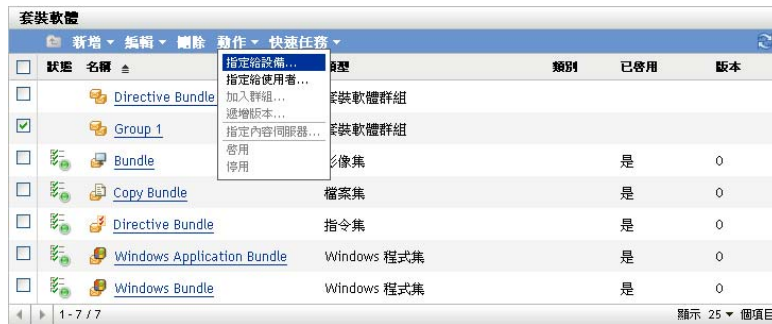 套裝軟體
新增 編輯 刪除 動作 快速任務
狀態 名稱 類型 類別 已啓用 版本
指定給設備...
指定給使用者...
加入群組...
遞增版本...
指定內容伺服器...
啓用
停用
Directive Bundle 套裝軟體群組
Group 1 套裝軟體群組
Bundle 影像集 是 0
Copy Bundle 檔案集 是 0
Directive Bundle 指令集 是 0
Windows Application Bundle Windows 程式集 是 0
Windows Bundle Windows 程式集 是 0
1 - 7 / 7 顯示 25 個項目